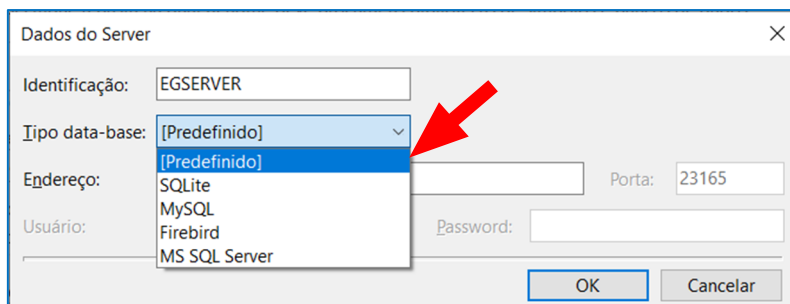 Dados do Server
Identificação: EGSERVER
Tipo data-base: [Predefinido]
[Predefinido]
Endereço: SQLite Porta: 23165
MySQL
Usuário: Firebird Password:
MS SQL Server
OK Cancelar